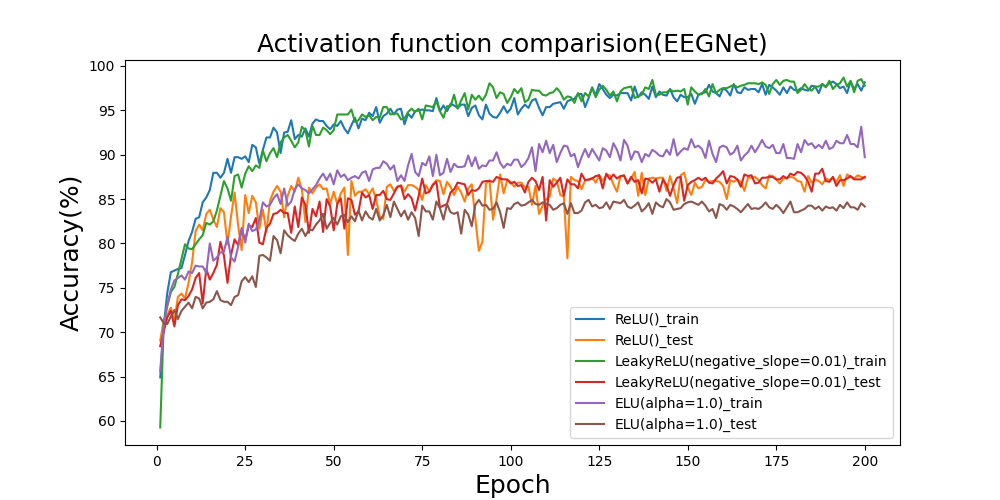 Activation function comparision(EEGNet)
Accuracy(%)
100
95
90
85
80
75
70
65
60
ReLU()_train
ReLU()_test
LeakyReLU(negative_slope=0.01)_train
LeakyReLU(negative_slope=0.01)_test
ELU(alpha=1.0)_train
ELU(alpha=1.0)_test
0 25 50 75 100 125 150 175 200
Epoch